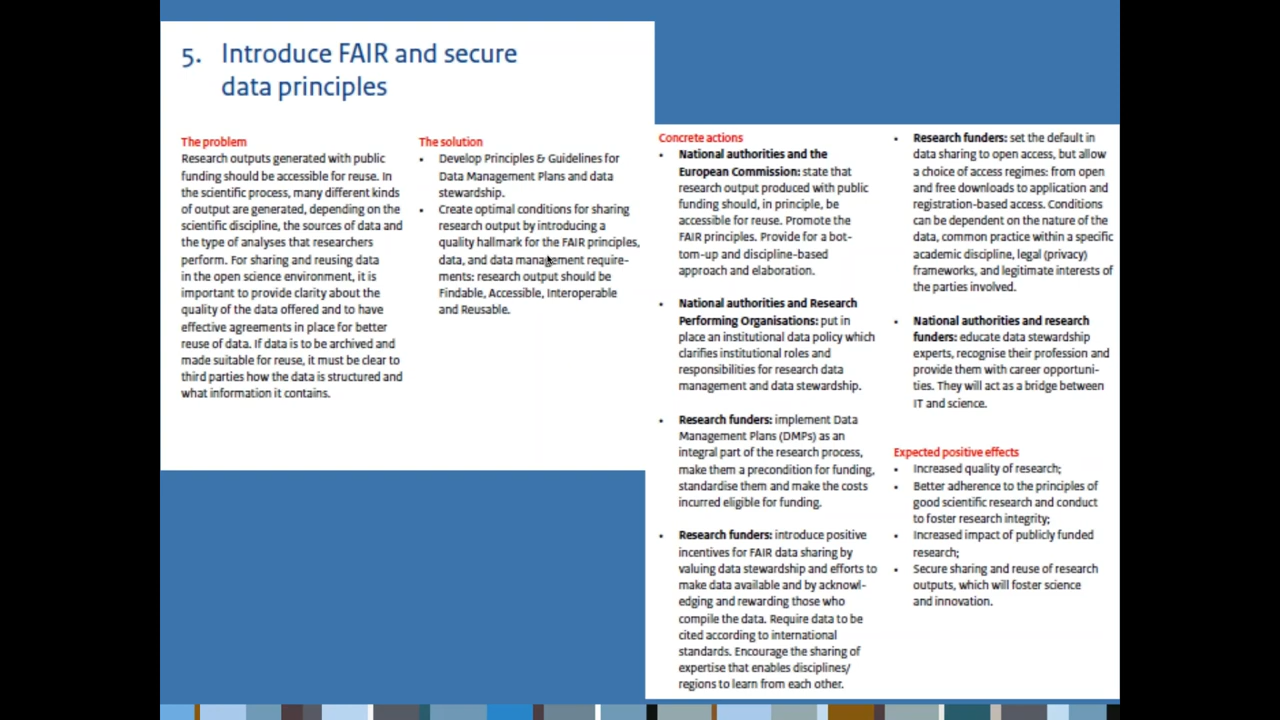 5. Introduce FAIR and secure
data principles
The problem
Research outputs generated with public
funding should be accessible for reuse. In
the scientific process, many different kinds
of output are generated, depending on the
scientific discipline, the sources of data and
the type of analyses that researchers
perform. For sharing and reusing data
in the open science environment, it is
important to provide clarity about the
quality of the data offered and to have
effective agreements in place for better
reuse of data. If data is to be archived and
made suitable for reuse, it must be clear to
third parties how the data is structured and
what information it contains.
The solution
• Develop Principles & Guidelines for
Data Management Plans and data
stewardship.
• Create optimal conditions for sharing
research output by introducing a
quality hallmark for the FAIR principles,
data, and data management require-
ments: research output should be
Findable, Accessible, Interoperable
and Reusable.
Concrete actions
• National authorities and the
European Commission: state that
research output produced with public
funding should, in principle, be
accessible for reuse. Promote the
FAIR principles. Provide for a bot-
tom-up and discipline-based
approach and elaboration.
• National authorities and Research
Performing Organisations: put in
place an institutional data policy which
clarifies institutional roles and
responsibilities for research data
management and data stewardship.
• Research funders: implement Data
Management Plans (DMPs) as an
integral part of the research process,
make them a precondition for funding,
standardise them and make the costs
incurred eligible for funding.
• Research funders: introduce positive
incentives for FAIR data sharing by
valuing data stewardship and efforts to
make data available and by acknowl-
edging and rewarding those who
compile the data. Require data to be
cited according to international
standards. Encourage the sharing of
expertise that enables disciplines/
regions to learn from each other.
• Research funders: set the default in
data sharing to open access, but allow
a choice of access regimes: from open
and free downloads to application and
registration-based access. Conditions
can be dependent on the nature of the
data, common practice within a specific
academic discipline, legal (privacy)
frameworks, and legitimate interests of
the parties involved.
• National authorities and research
funders: educate data stewardship
experts, recognise their profession and
provide them with career opportuni-
ties. They will act as a bridge between
IT and science.
Expected positive effects
• Increased quality of research;
• Better adherence to the principles of
good scientific research and conduct
to foster research integrity;
• Increased impact of publicly funded
research;
• Secure sharing and reuse of research
outputs, which will foster science
and innovation.